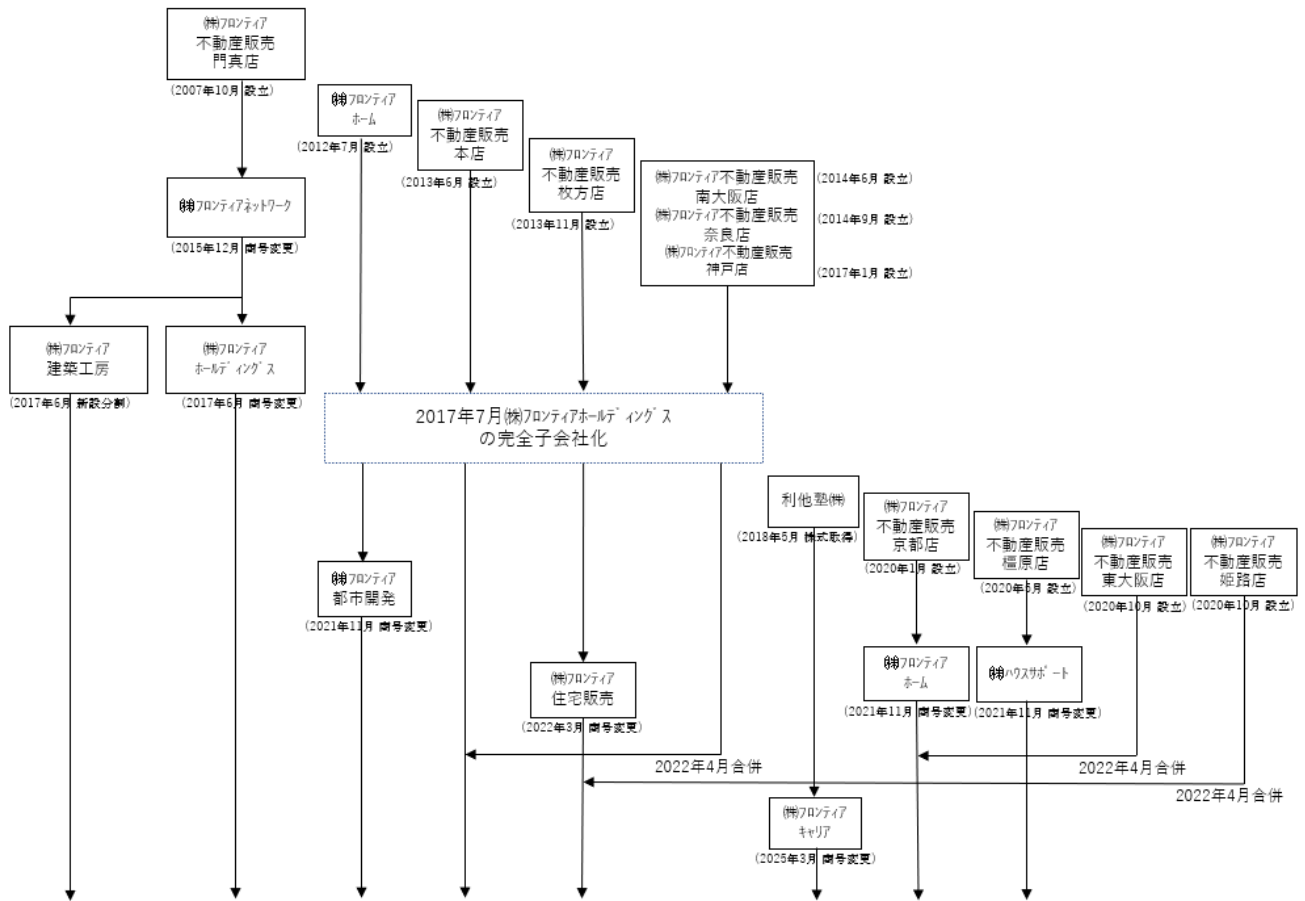 ㈱フロンティア
不動産販売
門真店
(2007年10月 設立)
㈱フロンティア
ホーム
(2012年7月 設立)
㈱フロンティア
不動産販売
本店
(2013年6月 設立)
㈱フロンティア
不動産販売
枚方店
(2013年11月 設立)
㈱フロンティア不動産販売
南大阪店
(2014年6月 設立)
㈱フロンティア不動産販売
奈良店
(2014年9月 設立)
㈱フロンティア不動産販売
神戸店
(2017年1月 設立)
㈱フロンティアネットワーク
(2015年12月 商号変更)
㈱フロンティア
建築工房
(2017年6月 新設分割)
㈱フロンティア
ホールディングス
(2017年6月 商号変更)
2017年7月㈱フロンティアホールディングス
の完全子会社化
利他塾㈱
(2018年5月 株式取得)
㈱フロンティア
不動産販売
京都店
(2020年1月 設立)
㈱フロンティア
不動産販売
橿原店
(2020年5月 設立)
㈱フロンティア
不動産販売
東大阪店
(2020年10月 設立)
㈱フロンティア
不動産販売
姫路店
(2020年10月 設立)
㈱フロンティア
都市開発
(2021年11月 商号変更)
㈱フロンティア
住宅販売
(2022年3月 商号変更)
㈱フロンティア
ホーム
(2021年11月 商号変更)
㈱ハウスサポート
(2021年11月 商号変更)
2022年4月合併
2022年4月合併
2022年4月合併
㈱フロンティア
キャリア
(2025年3月 商号変更)